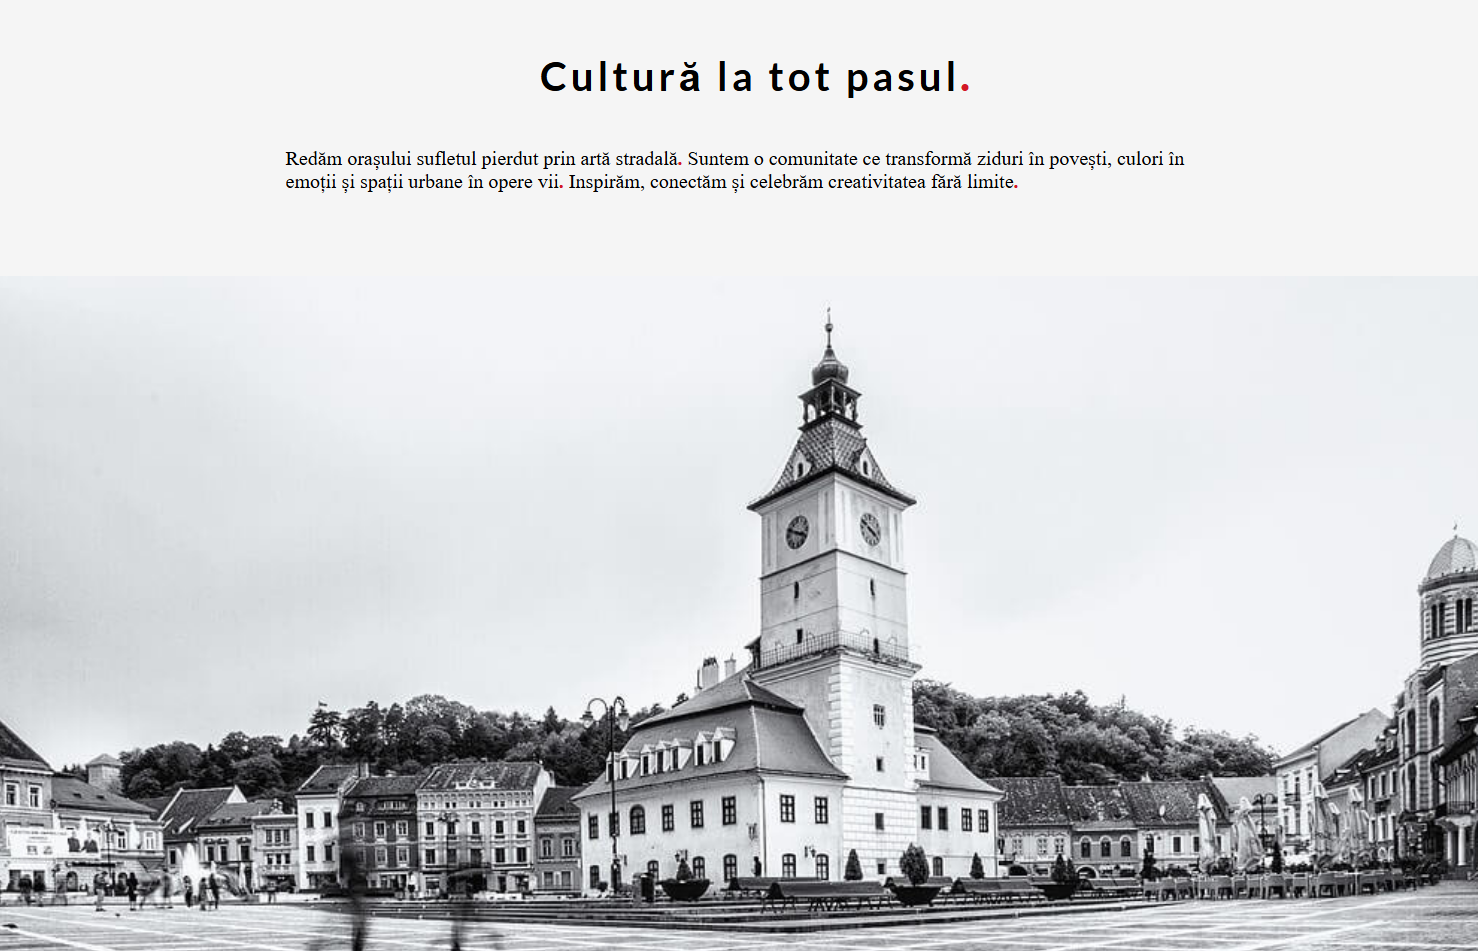 Cultură la tot pasul.
Redăm orașului sufletul pierdut prin artă stradală. Suntem o comunitate ce transformă ziduri în povești, culori în
emoții și spații urbane în opere vii. Inspirăm, conectăm și celebrăm creativitatea fără limite.